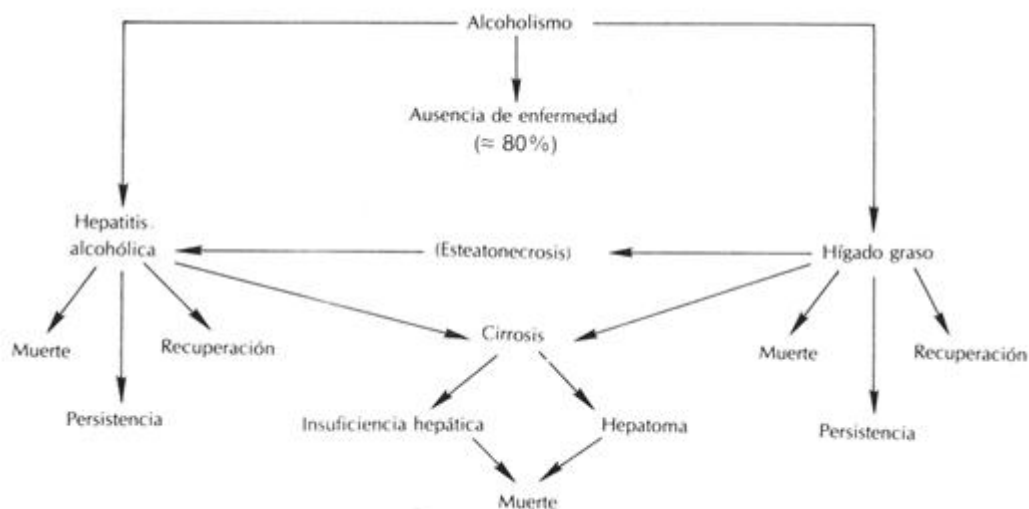 Alcoholismo
Ausencia de enfermedad
(≈ 80%)
Hepatitis
alcohólica
(Esteatonecrosis)
Hígado graso
Muerte
Recuperación
Persistencia
Cirrosis
Muerte
Recuperación
Persistencia
Insuficiencia hepática
Hepatoma
Muerte